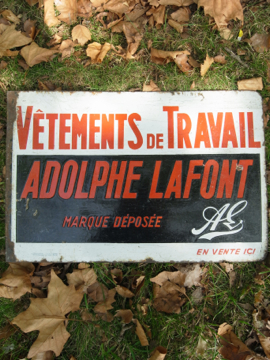 VÊTEMENTS DE TRAVAIL
ADOLPHE LAFONT
MARQUE DÉPOSÉE
AL
EN VENTE ICI